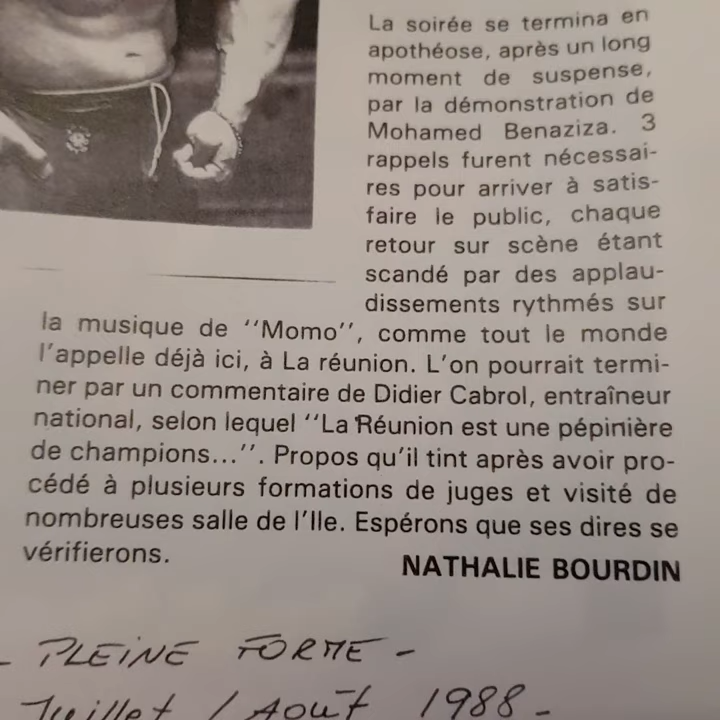 La soirée se termina en
apothéose, après un long
moment de suspense,
par la démonstration de
Mohamed Benaziza. 3
rappels furent nécessai-
res pour arriver à satis-
faire le public, chaque
retour sur scène étant
scandé par des applau-
dissements rythmés sur
la musique de ''Momo'', comme tout le monde
l'appelle déjà ici, à La réunion. L'on pourrait termi-
ner par un commentaire de Didier Cabrol, entraîneur
national, selon lequel ''La Réunion est une pépinière
de champions...''. Propos qu'il tint après avoir pro-
cédé à plusieurs formations de juges et visité de
nombreuses salle de l'Ile. Espérons que ses dires se
vérifierons.
NATHALIE BOURDIN
- PLEINE FORME -
Juillet / Août 1988 -